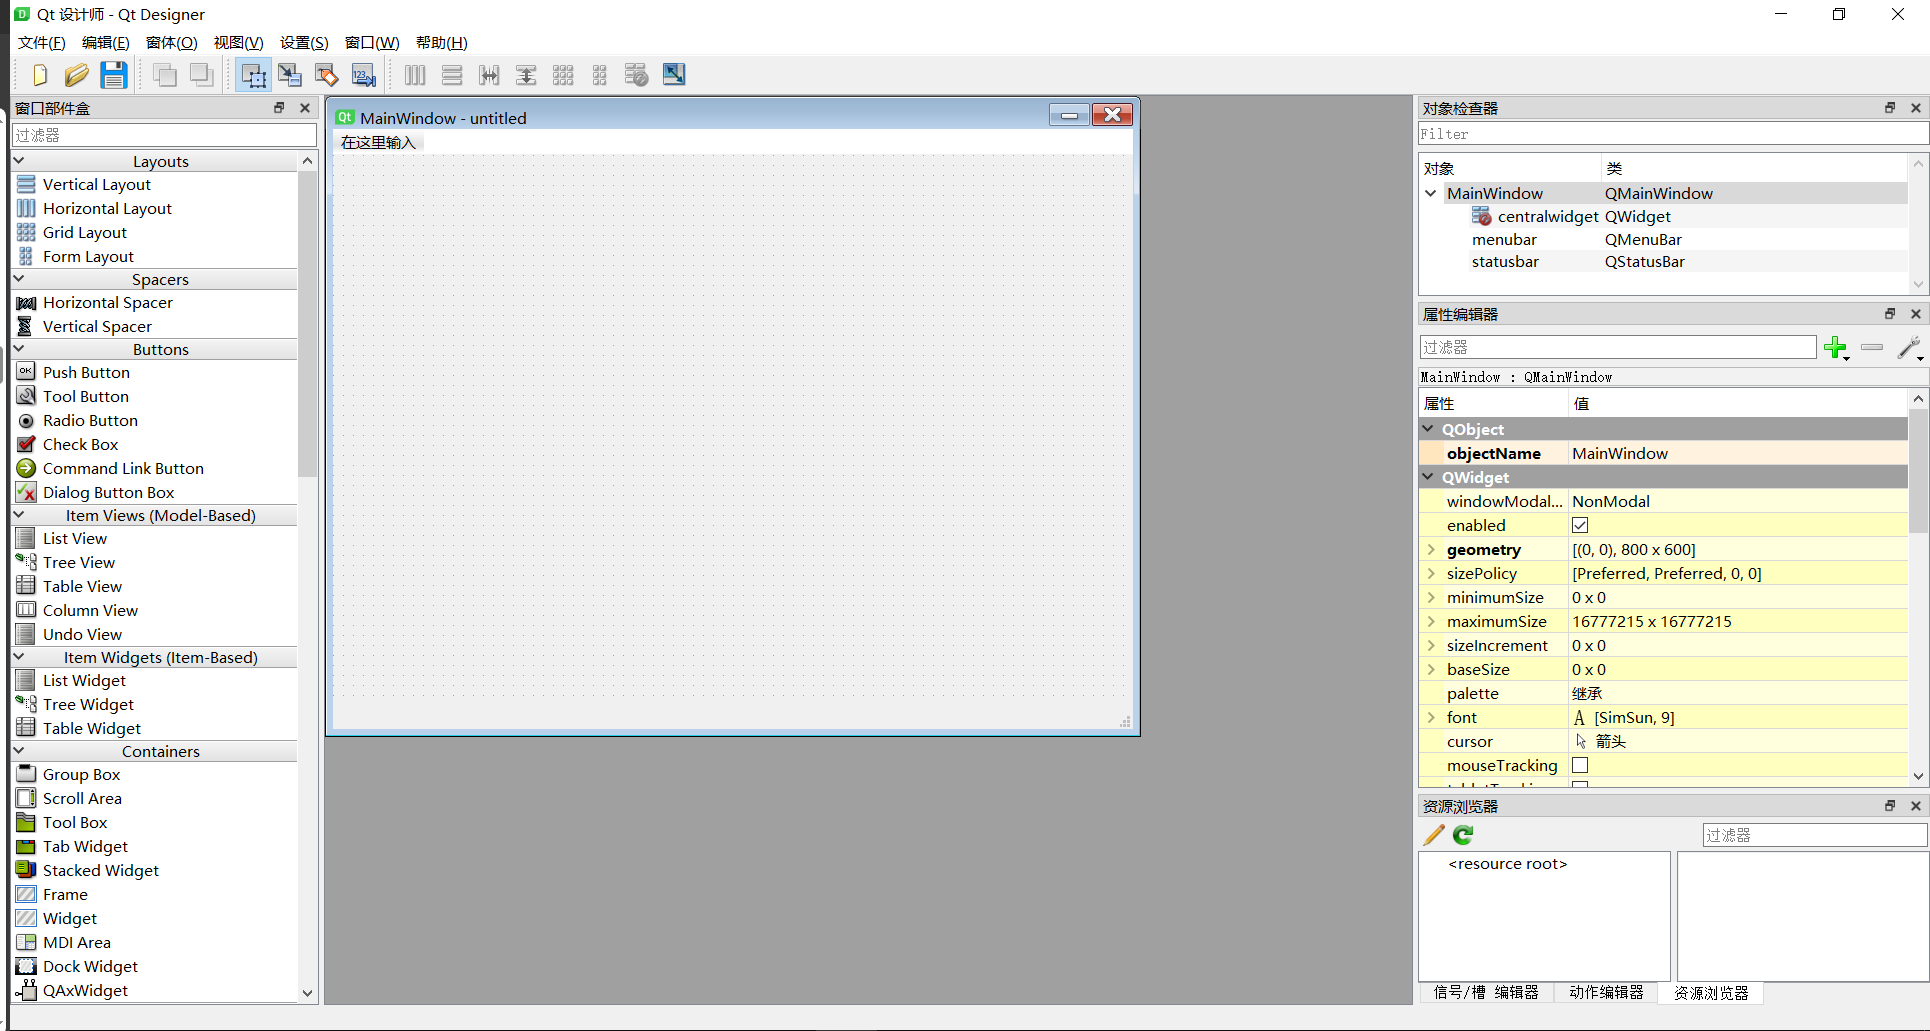 Qt 设计师 - Qt Designer
文件(F) 编辑(E) 窗体(O) 视图(V) 设置(S) 窗口(W) 帮助(H)
窗口部件盒
过滤器
Layouts
Vertical Layout
Horizontal Layout
Grid Layout
Form Layout
Spacers
Horizontal Spacer
Vertical Spacer
Buttons
Push Button
Tool Button
Radio Button
Check Box
Command Link Button
Dialog Button Box
Item Views (Model-Based)
List View
Tree View
Table View
Column View
Undo View
Item Widgets (Item-Based)
List Widget
Tree Widget
Table Widget
Containers
Group Box
Scroll Area
Tool Box
Tab Widget
Stacked Widget
Frame
Widget
MDI Area
Dock Widget
QAxWidget
MainWindow - untitled
在这里输入
对象检查器
Filter
对象 类
MainWindow QMainWindow
centralwidget QWidget
menubar QMenuBar
statusbar QStatusBar
属性编辑器
过滤器
MainWindow : QMainWindow
属性 值
QObject
objectName MainWindow
QWidget
windowModal... NonModal
enabled
geometry [(0, 0), 800 x 600]
sizePolicy [Preferred, Preferred, 0, 0]
minimumSize 0 x 0
maximumSize 16777215 x 16777215
sizeIncrement 0 x 0
baseSize 0 x 0
palette 继承
font A [SimSun, 9]
cursor 箭头
mouseTracking
资源浏览器
过滤器
<resource root>
信号/槽 编辑器 动作编辑器 资源浏览器